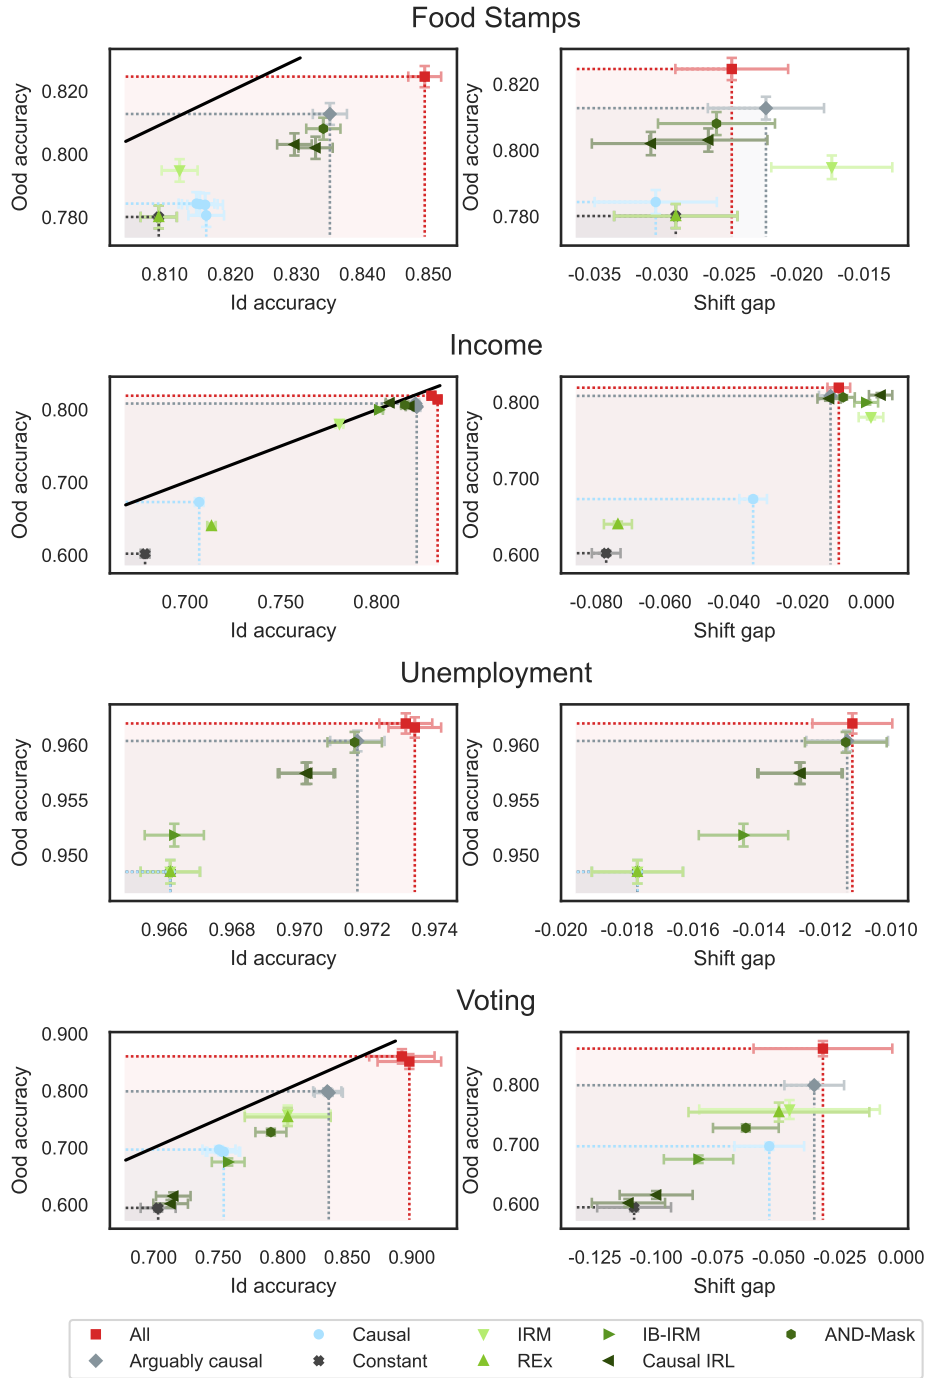 Food Stamps
Ood accuracy
0.820
0.800
0.780
0.810 0.820 0.830 0.840 0.850
Id accuracy
Ood accuracy
0.820
0.800
0.780
-0.035 -0.030 -0.025 -0.020 -0.015
Shift gap
Income
Ood accuracy
0.800
0.700
0.600
0.700 0.750 0.800
Id accuracy
Ood accuracy
0.800
0.700
0.600
-0.080 -0.060 -0.040 -0.020 0.000
Shift gap
Unemployment
Ood accuracy
0.960
0.955
0.950
0.966 0.968 0.970 0.972 0.974
Id accuracy
Ood accuracy
0.960
0.955
0.950
-0.020 -0.018 -0.016 -0.014 -0.012 -0.010
Shift gap
Voting
Ood accuracy
0.900
0.800
0.700
0.600
0.700 0.750 0.800 0.850 0.900
Id accuracy
Ood accuracy
0.800
0.700
0.600
-0.125 -0.100 -0.075 -0.050 -0.025 0.000
Shift gap
All Causal IRM IB-IRM AND-Mask
Arguably causal Constant REx Causal IRL